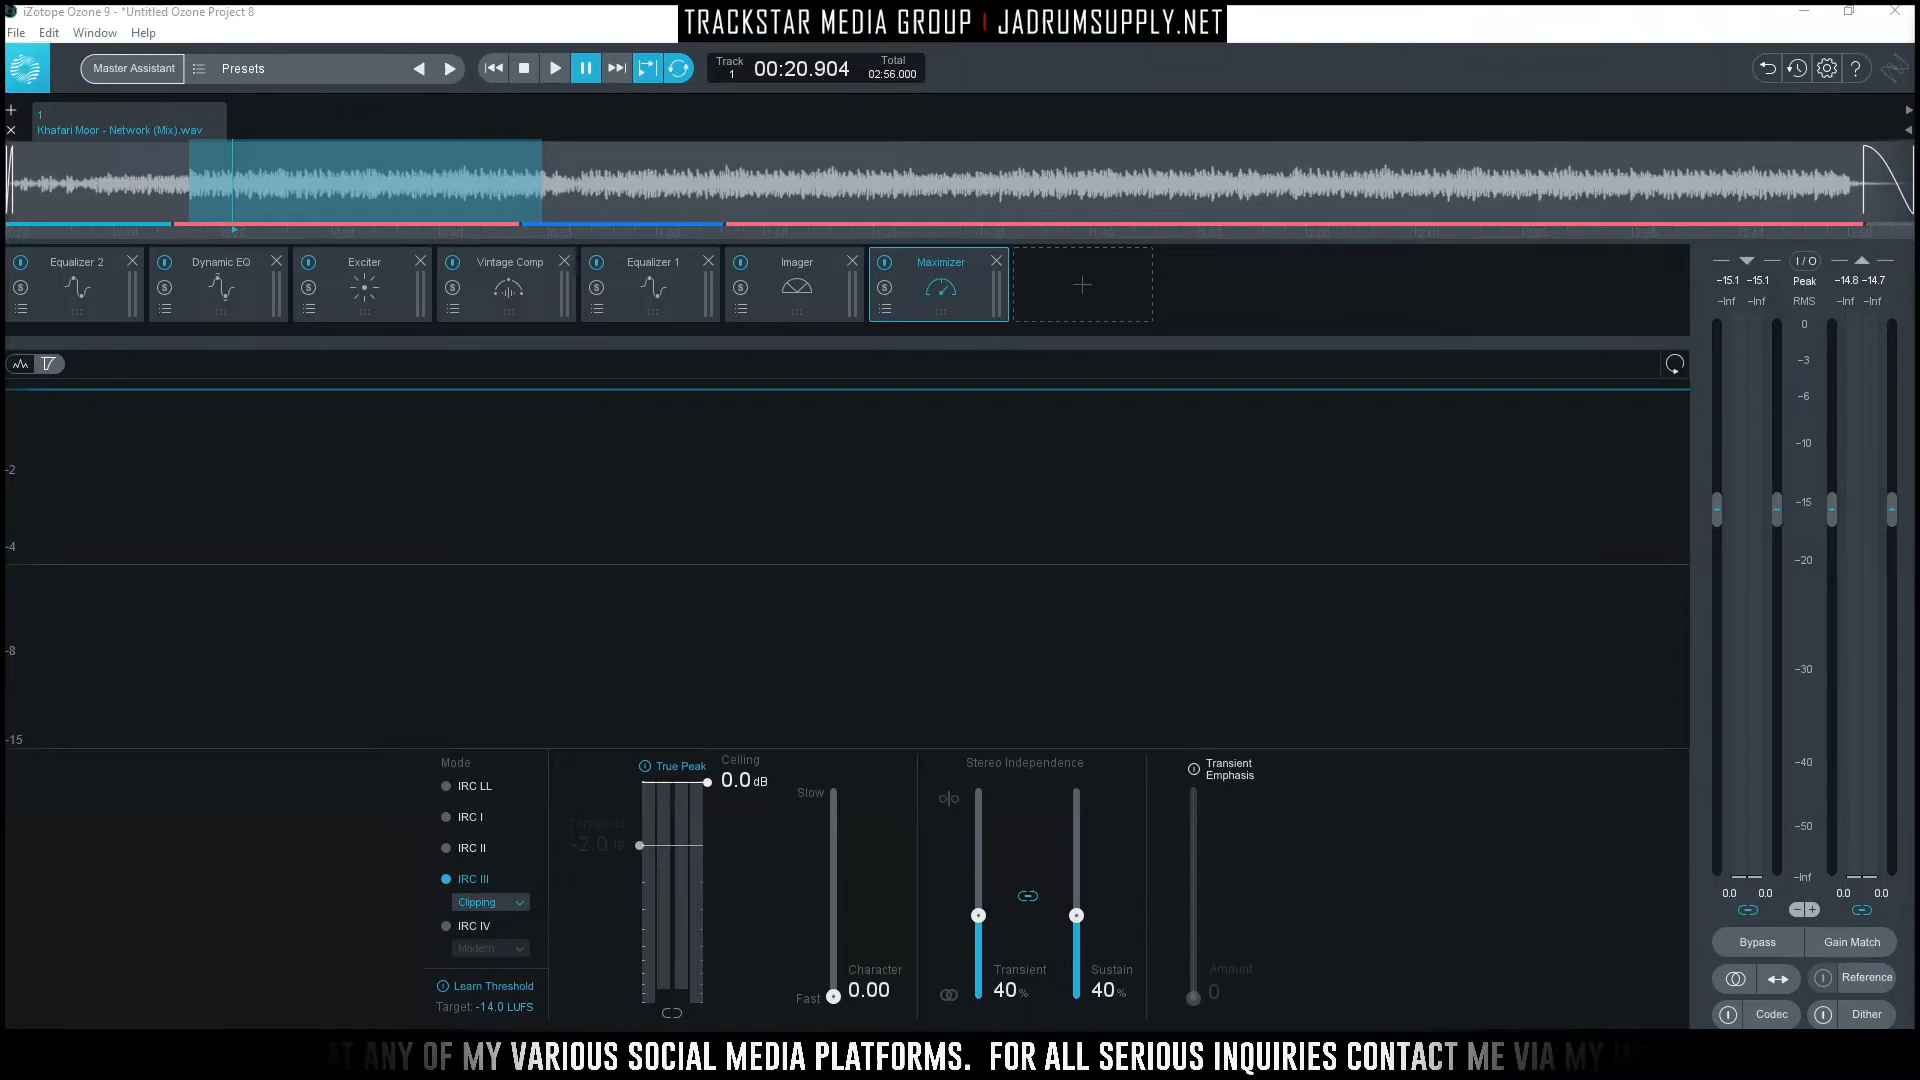 iZotope Ozone 9 - *Untitled Ozone Project 8
TRACKSTAR MEDIA GROUP | JADRUMSUPPLY.NET
File Edit Window Help
Master Assistant
Presets
Track
1
00:20.904
Total
02:56.000
1
Khafari Moor - Network (Mix).wav
Equalizer 2
Dynamic EQ
Exciter
Vintage Comp
Equalizer 1
Imager
Maximizer
S S S S S S S
I / O
-15.1 -15.1 Peak -14.8 -14.7
-Inf -Inf RMS -Inf -Inf
0
-3
-6
-10
-15
-20
-30
-40
-50
-Inf
0.0 0.0 0.0 0.0
-2
-4
-8
-15
Mode
IRC LL
IRC I
IRC II
IRC III
Clipping
IRC IV
Modern
Learn Threshold
Target: -14.0 LUFS
True Peak
Ceiling
0.0 dB
Threshold
-2.0 dB
Slow
Fast
Character
0.00
Stereo Independence
Transient
40 %
Sustain
40 %
Transient
Emphasis
Amount
0
Bypass
Gain Match
Reference
Codec
Dither
AT ANY OF MY VARIOUS SOCIAL MEDIA PLATFORMS. FOR ALL SERIOUS INQUIRIES CONTACT ME VIA MY